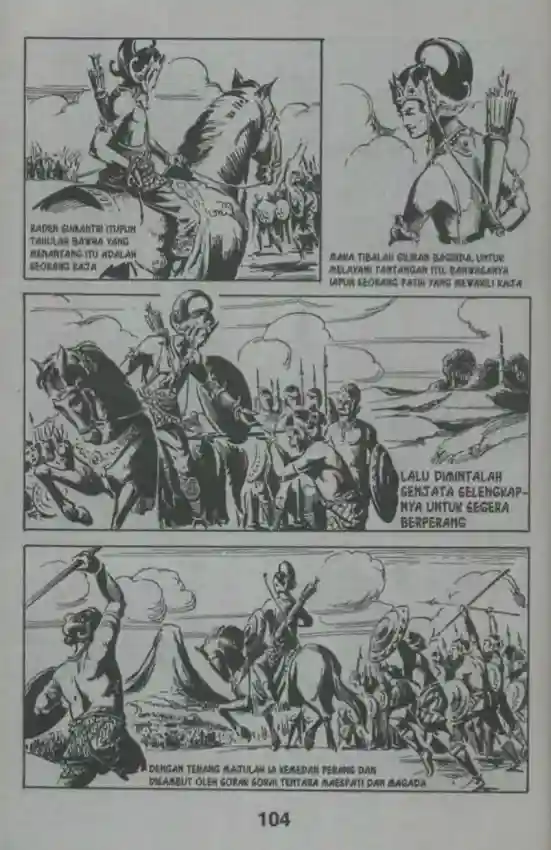 RADEN SUMANTRI ITUPUN
TAHULAH BAHWA YANG
MENANTANG ITU ADALAH
SEORANG RAJA
MAKA TIBALAH GILIRAN BAGINDA, UNTUK
MELAYANI TANTANGAN ITU, BAHWASANYA
IAPUN SEORANG PATIH YANG MEWAKILI RAJA
LALU DIMINTALAH
SENJATA SELENGKAP-
NYA UNTUK SEGERA
BERPERANG
DENGAN TENANG MAJULAH IA KEMEDAN PERANG DAN
DISAMBUT OLEH SORAK SORAI TENTARA MAESPATI DAN MAGADA
104